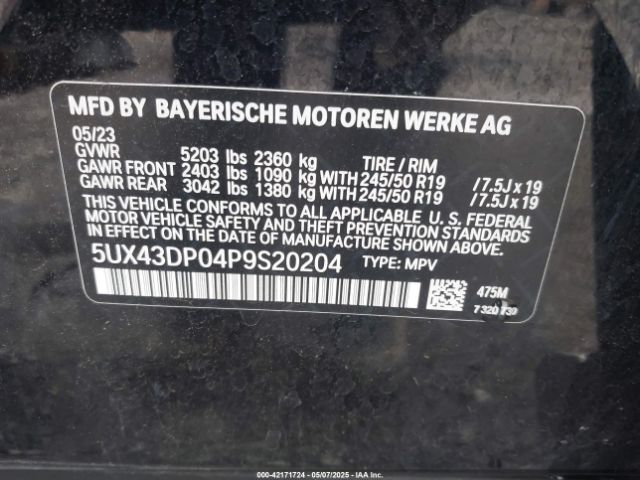 MFD BY BAYERISCHE MOTOREN WERKE AG
05/23
GVWR 5203 lbs 2360 kg TIRE / RIM
GAWR FRONT 2403 lbs 1090 kg WITH 245/50 R19 / 7.5J x 19
GAWR REAR 3042 lbs 1380 kg WITH 245/50 R19 / 7.5J x 19
THIS VEHICLE CONFORMS TO ALL APPLICABLE U.S. FEDERAL
MOTOR VEHICLE SAFETY AND THEFT PREVENTION STANDARDS
IN EFFECT ON THE DATE OF MANUFACTURE SHOWN ABOVE.
5UX43DP04P9S20204 TYPE: MPV
475M
7 320 739
000-42171724 - 05/07/2025 - IAA Inc.